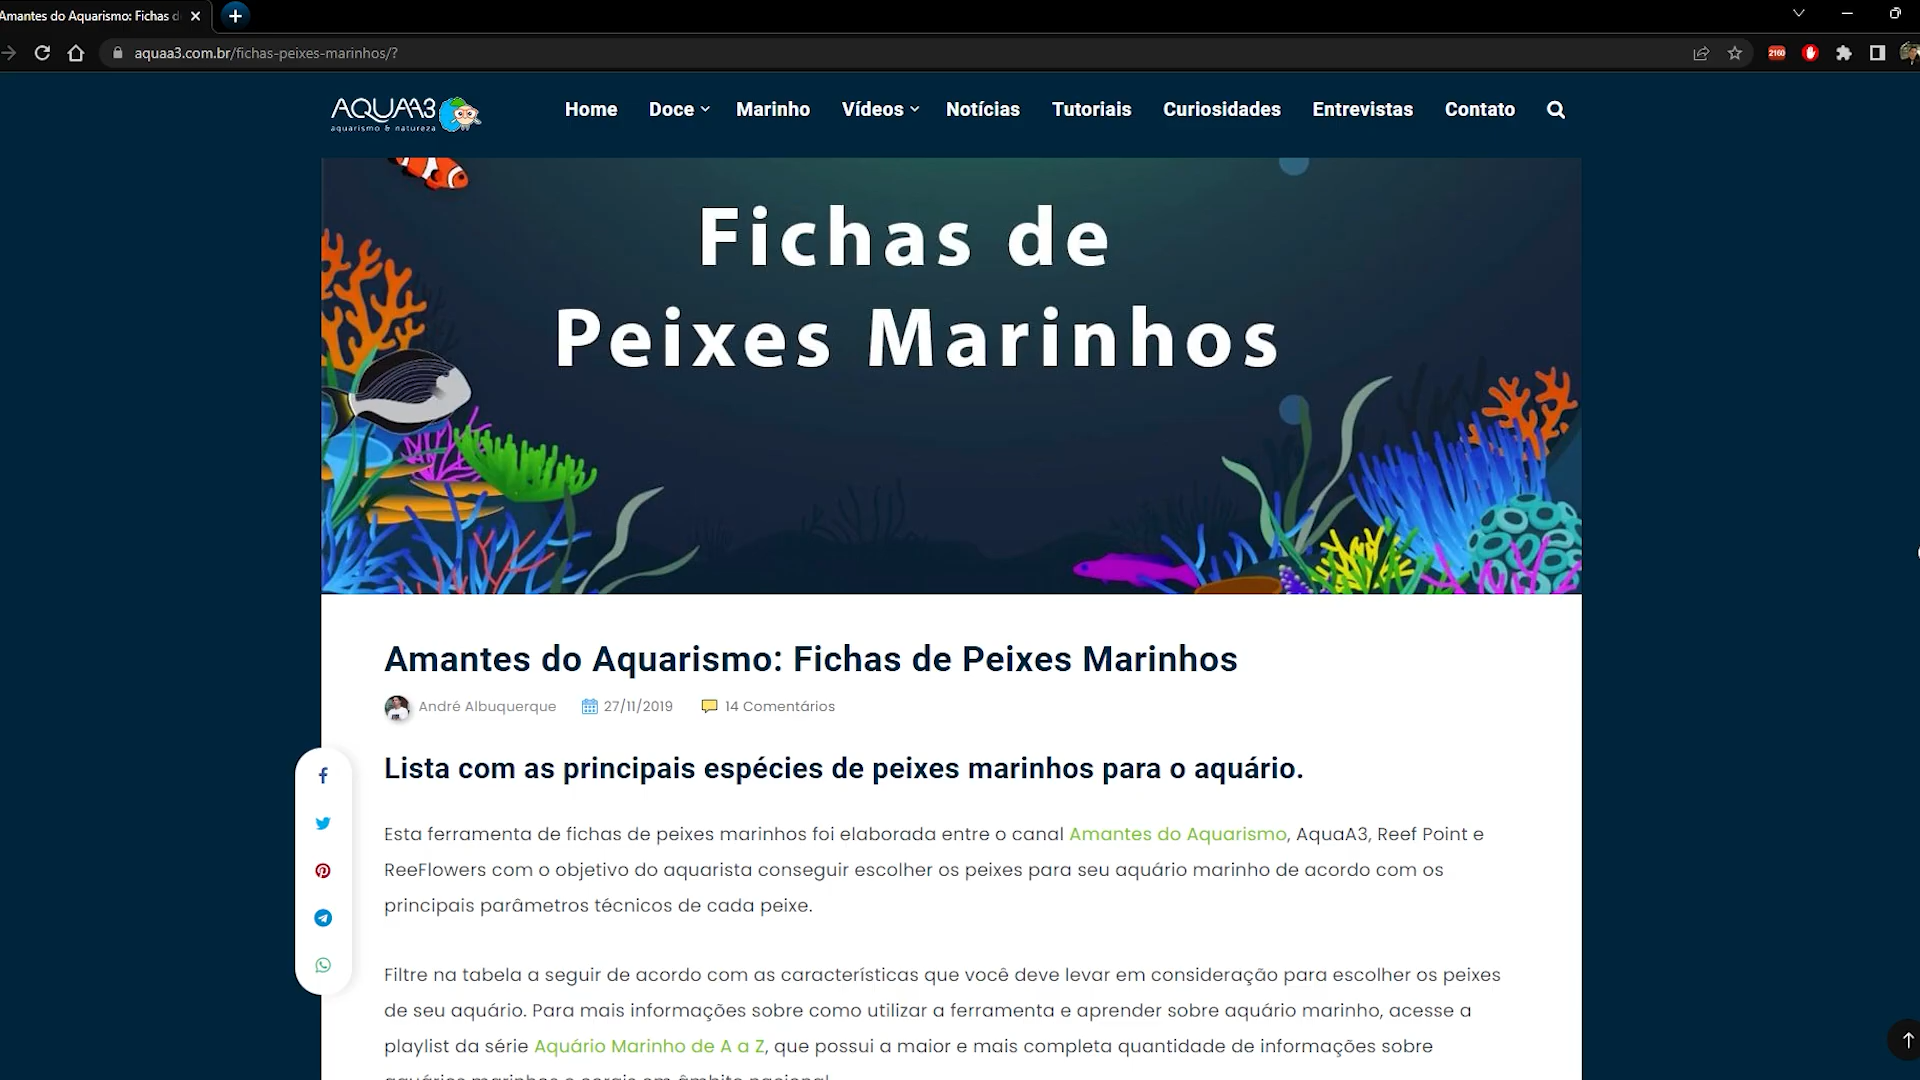 Amantes do Aquarismo: Fichas d
aquaa3.com.br/fichas-peixes-marinhos/?
2160
AQUAA3
aquarismo & natureza
Home Doce Marinho Vídeos Notícias Tutoriais Curiosidades Entrevistas Contato
Fichas de
Peixes Marinhos
Amantes do Aquarismo: Fichas de Peixes Marinhos
André Albuquerque 27/11/2019 14 Comentários
Lista com as principais espécies de peixes marinhos para o aquário.
Esta ferramenta de fichas de peixes marinhos foi elaborada entre o canal Amantes do Aquarismo, AquaA3, Reef Point e
ReeFlowers com o objetivo do aquarista conseguir escolher os peixes para seu aquário marinho de acordo com os
principais parâmetros técnicos de cada peixe.
Filtre na tabela a seguir de acordo com as características que você deve levar em consideração para escolher os peixes
de seu aquário. Para mais informações sobre como utilizar a ferramenta e aprender sobre aquário marinho, acesse a
playlist da série Aquário Marinho de A a Z, que possui a maior e mais completa quantidade de informações sobre